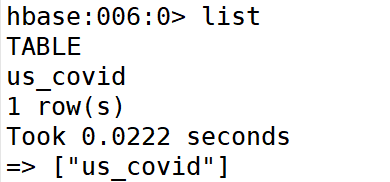 hbase:006:0> list
TABLE
us_covid
1 row(s)
Took 0.0222 seconds
=> ["us_covid"]